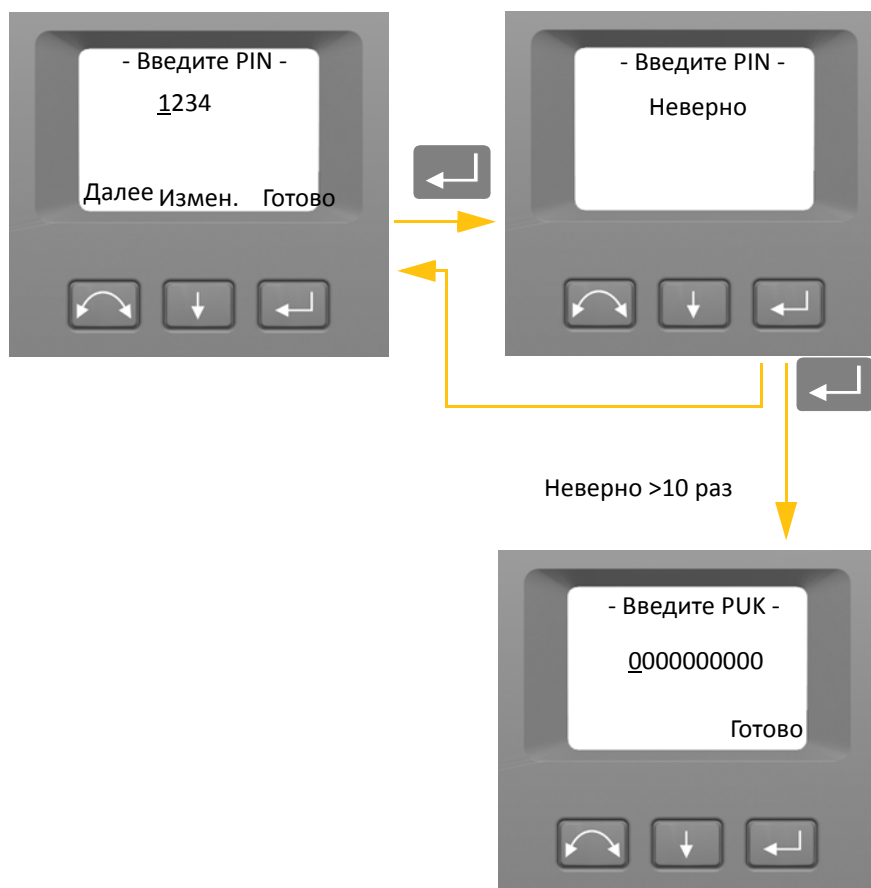 - Введите PIN -
1234
Далее Измен. Готово
- Введите PIN -
Неверно
Неверно >10 раз
- Введите PUK -
0000000000
Готово